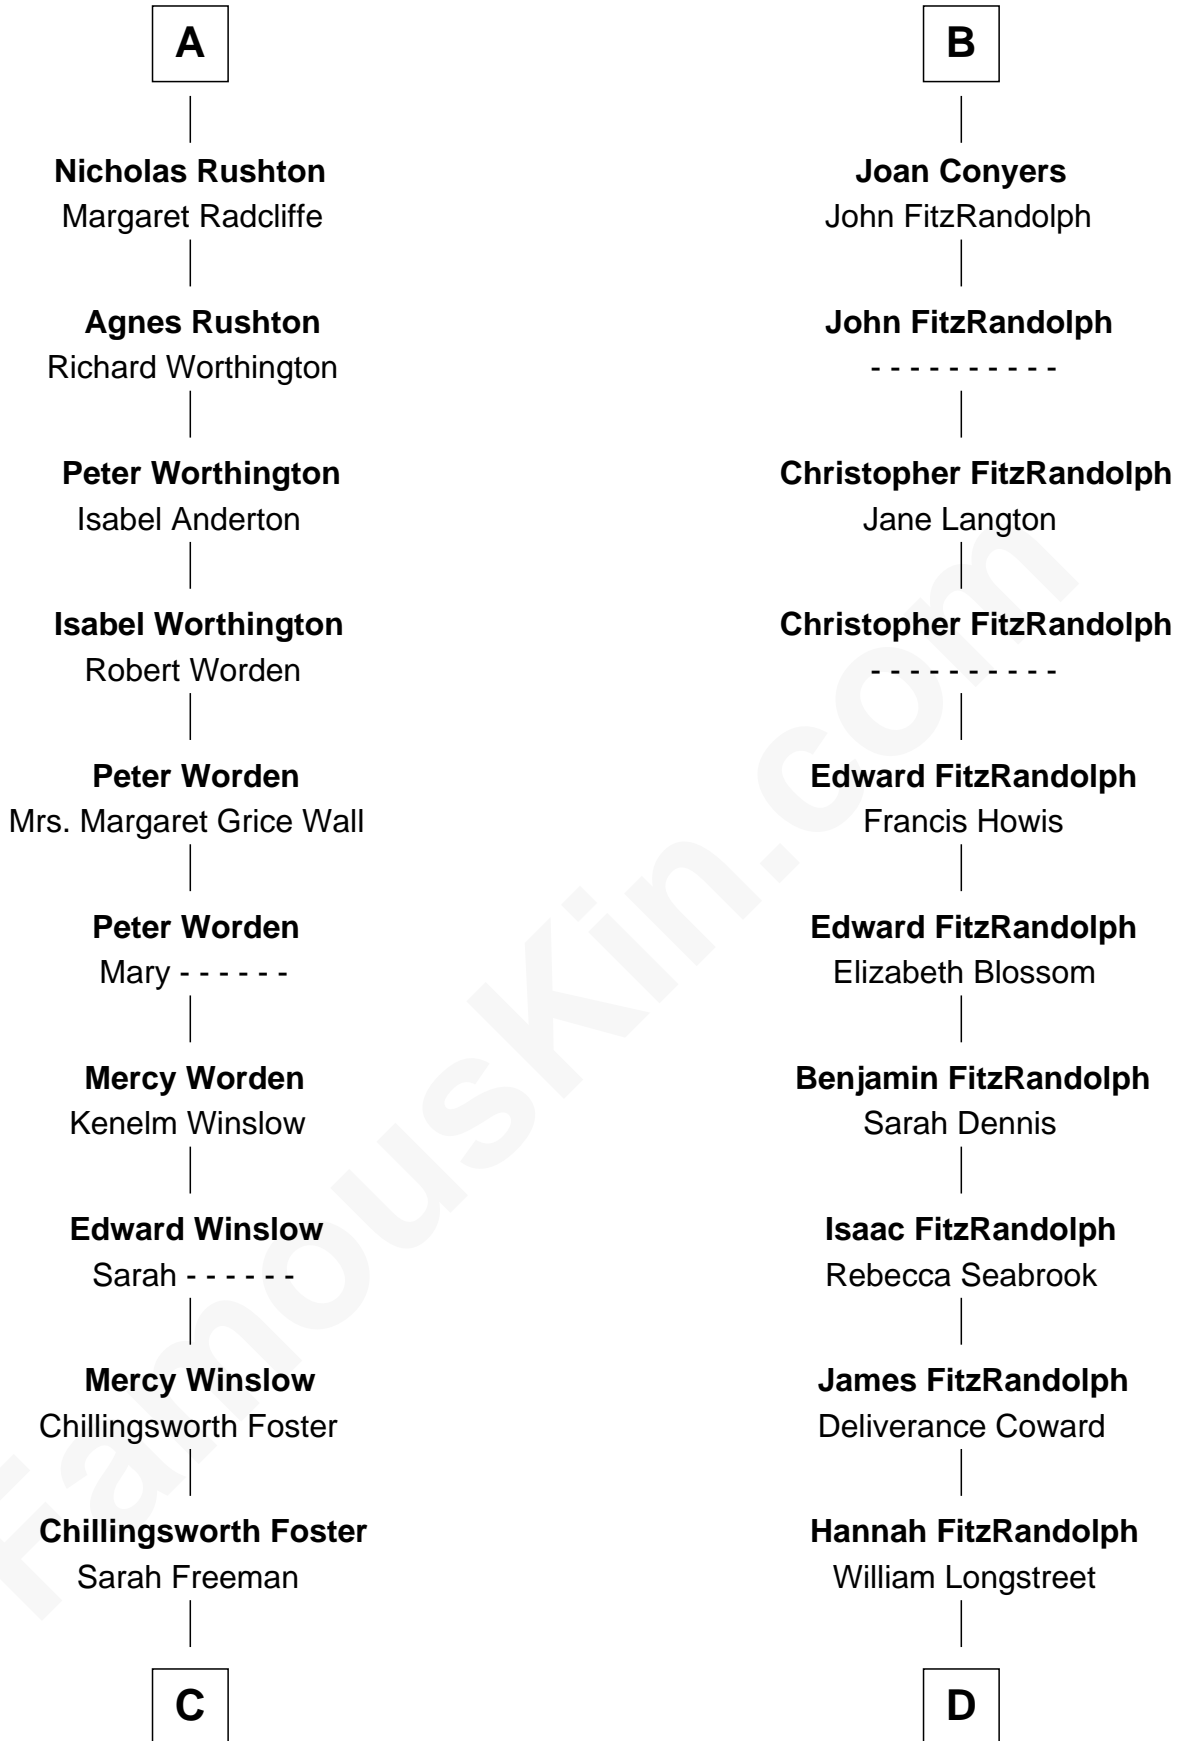 A
Nicholas Rushton
Margaret Radcliffe
Agnes Rushton
Richard Worthington
Peter Worthington
Isabel Anderton
Isabel Worthington
Robert Worden
Peter Worden
Mrs. Margaret Grice Wall
Peter Worden
Mary - - - - - -
Mercy Worden
Kenelm Winslow
Edward Winslow
Sarah - - - - - -
Mercy Winslow
Chillingsworth Foster
Chillingsworth Foster
Sarah Freeman
C
B
Joan Conyers
John FitzRandolph
John FitzRandolph
- - - - - - - - - -
Christopher FitzRandolph
Jane Langton
Christopher FitzRandolph
- - - - - - - - - -
Edward FitzRandolph
Francis Howis
Edward FitzRandolph
Elizabeth Blossom
Benjamin FitzRandolph
Sarah Dennis
Isaac FitzRandolph
Rebecca Seabrook
James FitzRandolph
Deliverance Coward
Hannah FitzRandolph
William Longstreet
D
FamousKin.com